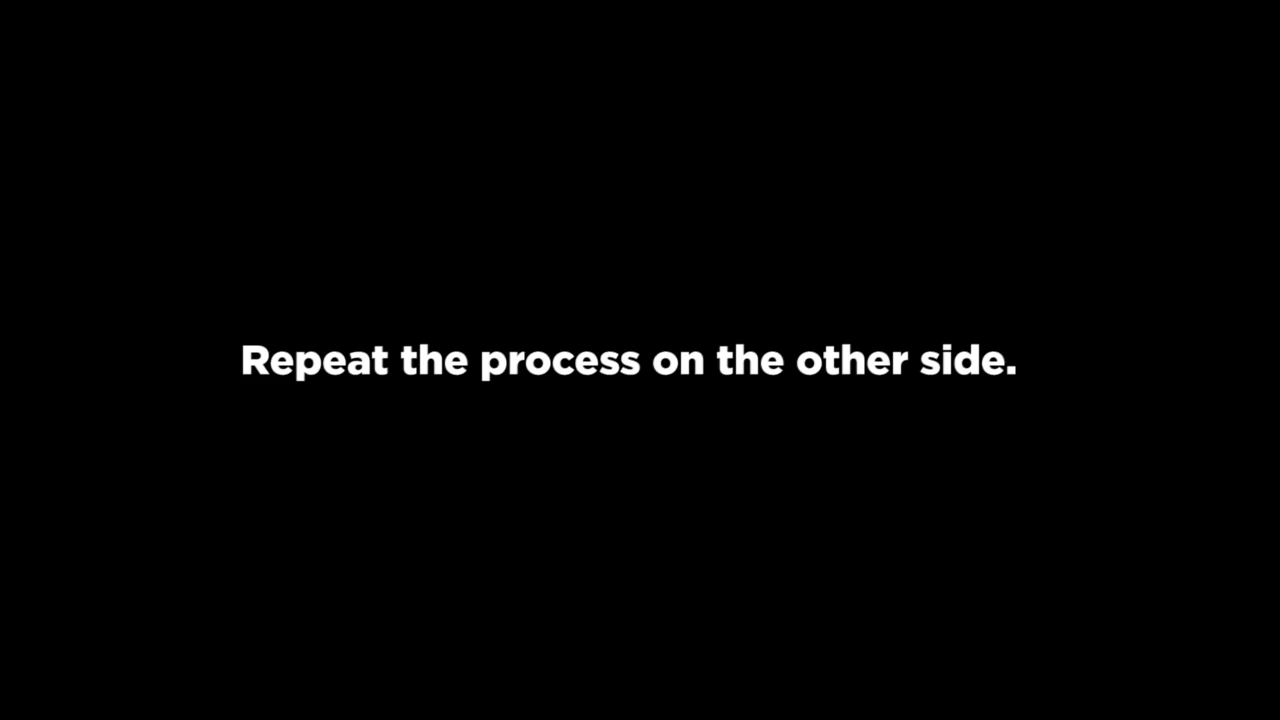 Repeat the process on the other side.